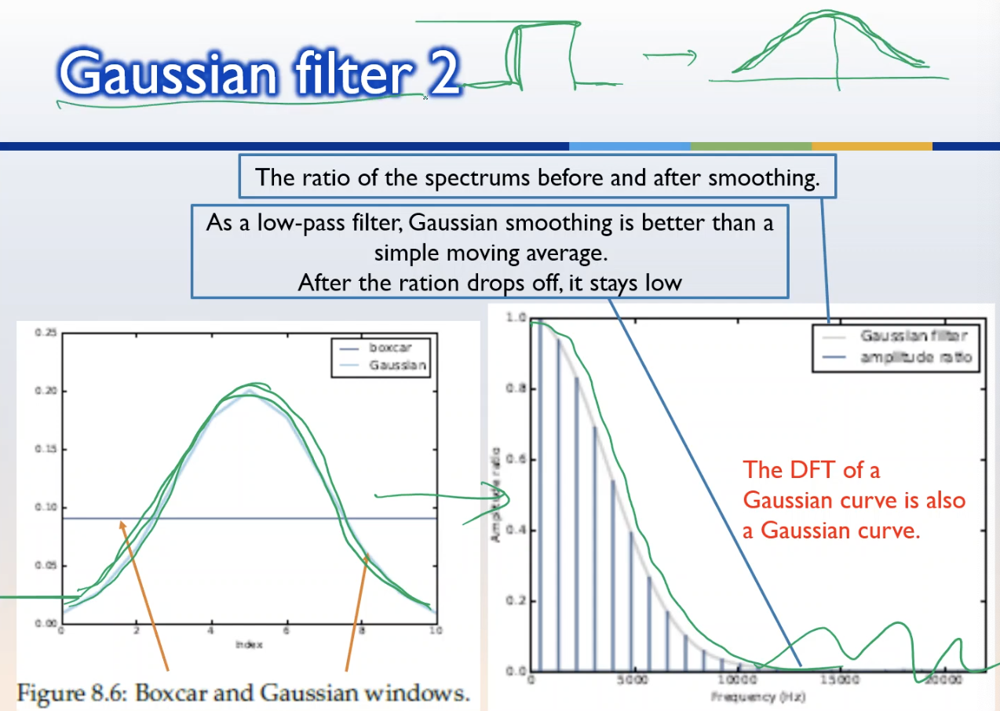 Gaussian filter 2
The ratio of the spectrums before and after smoothing.
As a low-pass filter, Gaussian smoothing is better than a
simple moving average.
After the ration drops off, it stays low
0.25
0.20
0.15
0.10
0.05
0.00
boxcar
Gaussian
0
2
4
6
8
10
Index
Figure 8.6: Boxcar and Gaussian windows.
1.0
0.8
0.6
0.4
0.2
0.0
Amplitude ratio
Gaussian filter
amplitude ratio
The DFT of a
Gaussian curve is also
a Gaussian curve.
0
5000
10000
15000
20000
Frequency (Hz)